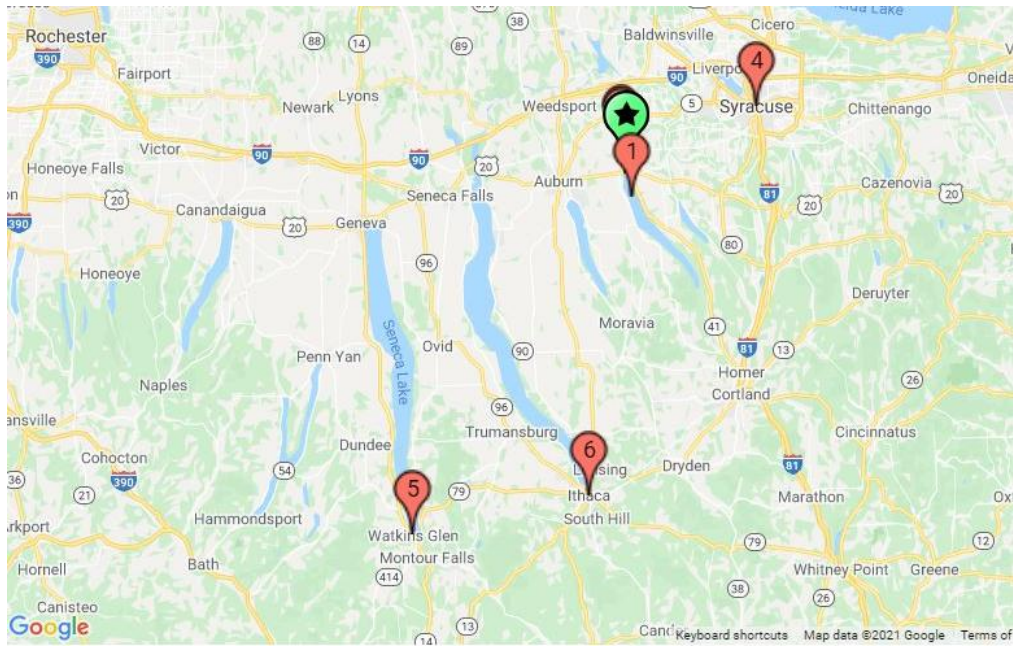 38
Cicero
Rochester
88
14
89
Baldwinsville
390
90
Liverpo
4
Oneida
Fairport
Lyons
Weedsport
5
Syracuse
Chittenango
Newark
Victor
1
90
90
20
Honeoye Falls
Auburn
Seneca Falls
81
Cazenovia
20
20
390
Canandaigua
20
Geneva
20
80
96
Honeoye
Deruyter
Moravia
41
Seneca Lake
Penn Yan
Ovid
90
81
13
Homer
Naples
Cortland
26
96
Dundee
Trumansburg
6
Cincinnatus
Cohocton
54
390
Dryden
81
36
21
5
79
Ithaca
Marathon
Hammondsport
South Hill
Watkins Glen
79
12
Montour Falls
Bath
414
Hornell
Whitney Point
Greene
38
26
Canisteo
Google
14
13
Keyboard shortcuts
Map data ©2021 Google
Terms of